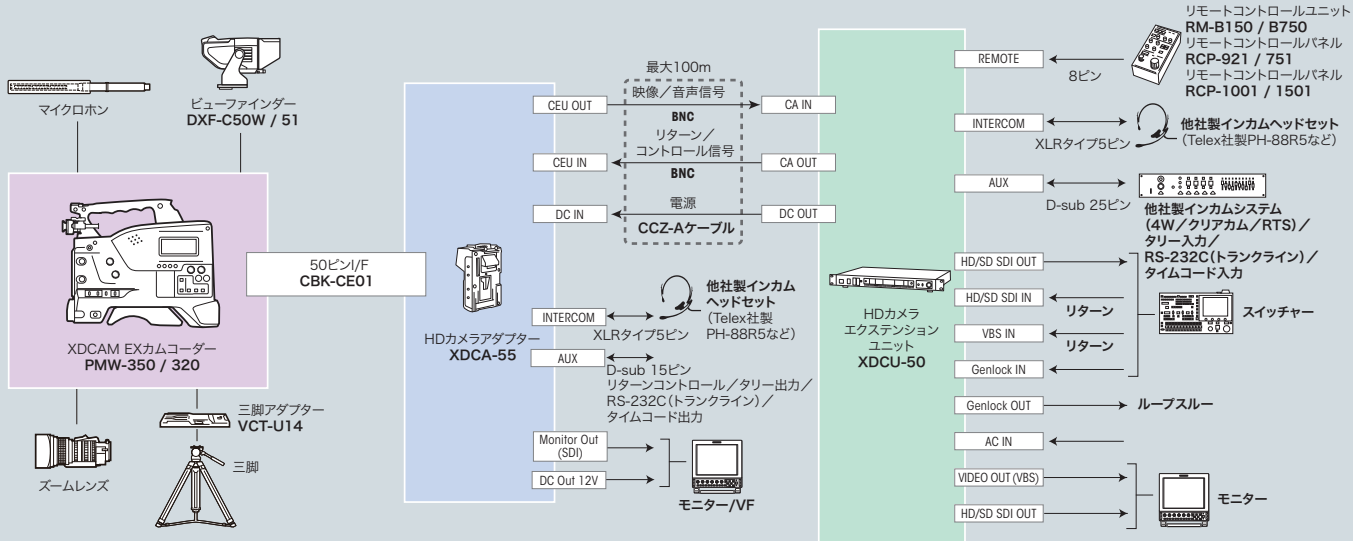 マイクロホン
ビューファインダー
DXF-C50W / 51
XDCAM EXカムコーダー
PMW-350 / 320
ズームレンズ
三脚アダプター
VCT-U14
三脚
50ピンI/F
CBK-CE01
HDカメラアダプター
XDCA-55
CEU OUT
CEU IN
DC IN
最大100m
映像／音声信号
BNC
リターン／
コントロール信号
BNC
電源
CCZ-Aケーブル
CA IN
CA OUT
DC OUT
INTERCOM
XLRタイプ5ピン
他社製インカム
ヘッドセット
（Telex社製
PH-88R5など）
AUX
D-sub 15ピン
リターンコントロール／タリー出力／
RS-232C（トランクライン）／
タイムコード出力
Monitor Out
(SDI)
DC Out 12V
モニター/VF
HDカメラ
エクステンション
ユニット
XDCU-50
REMOTE
8ピン
リモートコントロールユニット
RM-B150 / B750
リモートコントロールパネル
RCP-921 / 751
リモートコントロールパネル
RCP-1001 / 1501
INTERCOM
XLRタイプ5ピン
他社製インカムヘッドセット
（Telex社製PH-88R5など）
AUX
D-sub 25ピン
他社製インカムシステム
（4W／クリアカム／RTS）／
タリー入力／
RS-232C（トランクライン）／
タイムコード入力
HD/SD SDI OUT
HD/SD SDI IN
リターン
VBS IN
リターン
Genlock IN
スイッチャー
Genlock OUT
ループスルー
AC IN
VIDEO OUT (VBS)
HD/SD SDI OUT
モニター